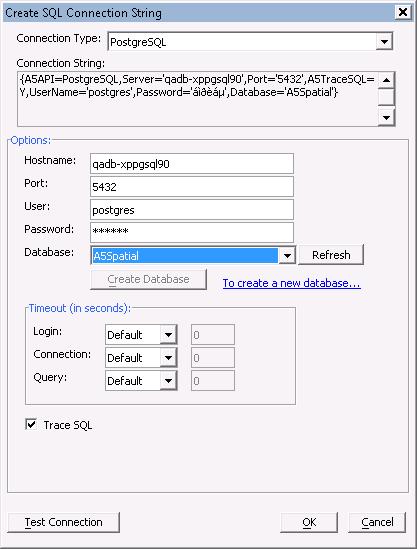 Create SQL Connection String
Connection Type: PostgreSQL
Connection String:
{A5API=PostgreSQL,Server='qadb-xppgsql90',Port='5432',A5TraceSQL=
Y,UserName='postgres',Password='áìðèáµ',Database='A5Spatial'}
Options:
Hostname: qadb-xppgsql90
Port: 5432
User: postgres
Password: ******
Database: A5Spatial Refresh
Create Database To create a new database...
Timeout (in seconds):
Login: Default 0
Connection: Default 0
Query: Default 0
Trace SQL
Test Connection OK Cancel